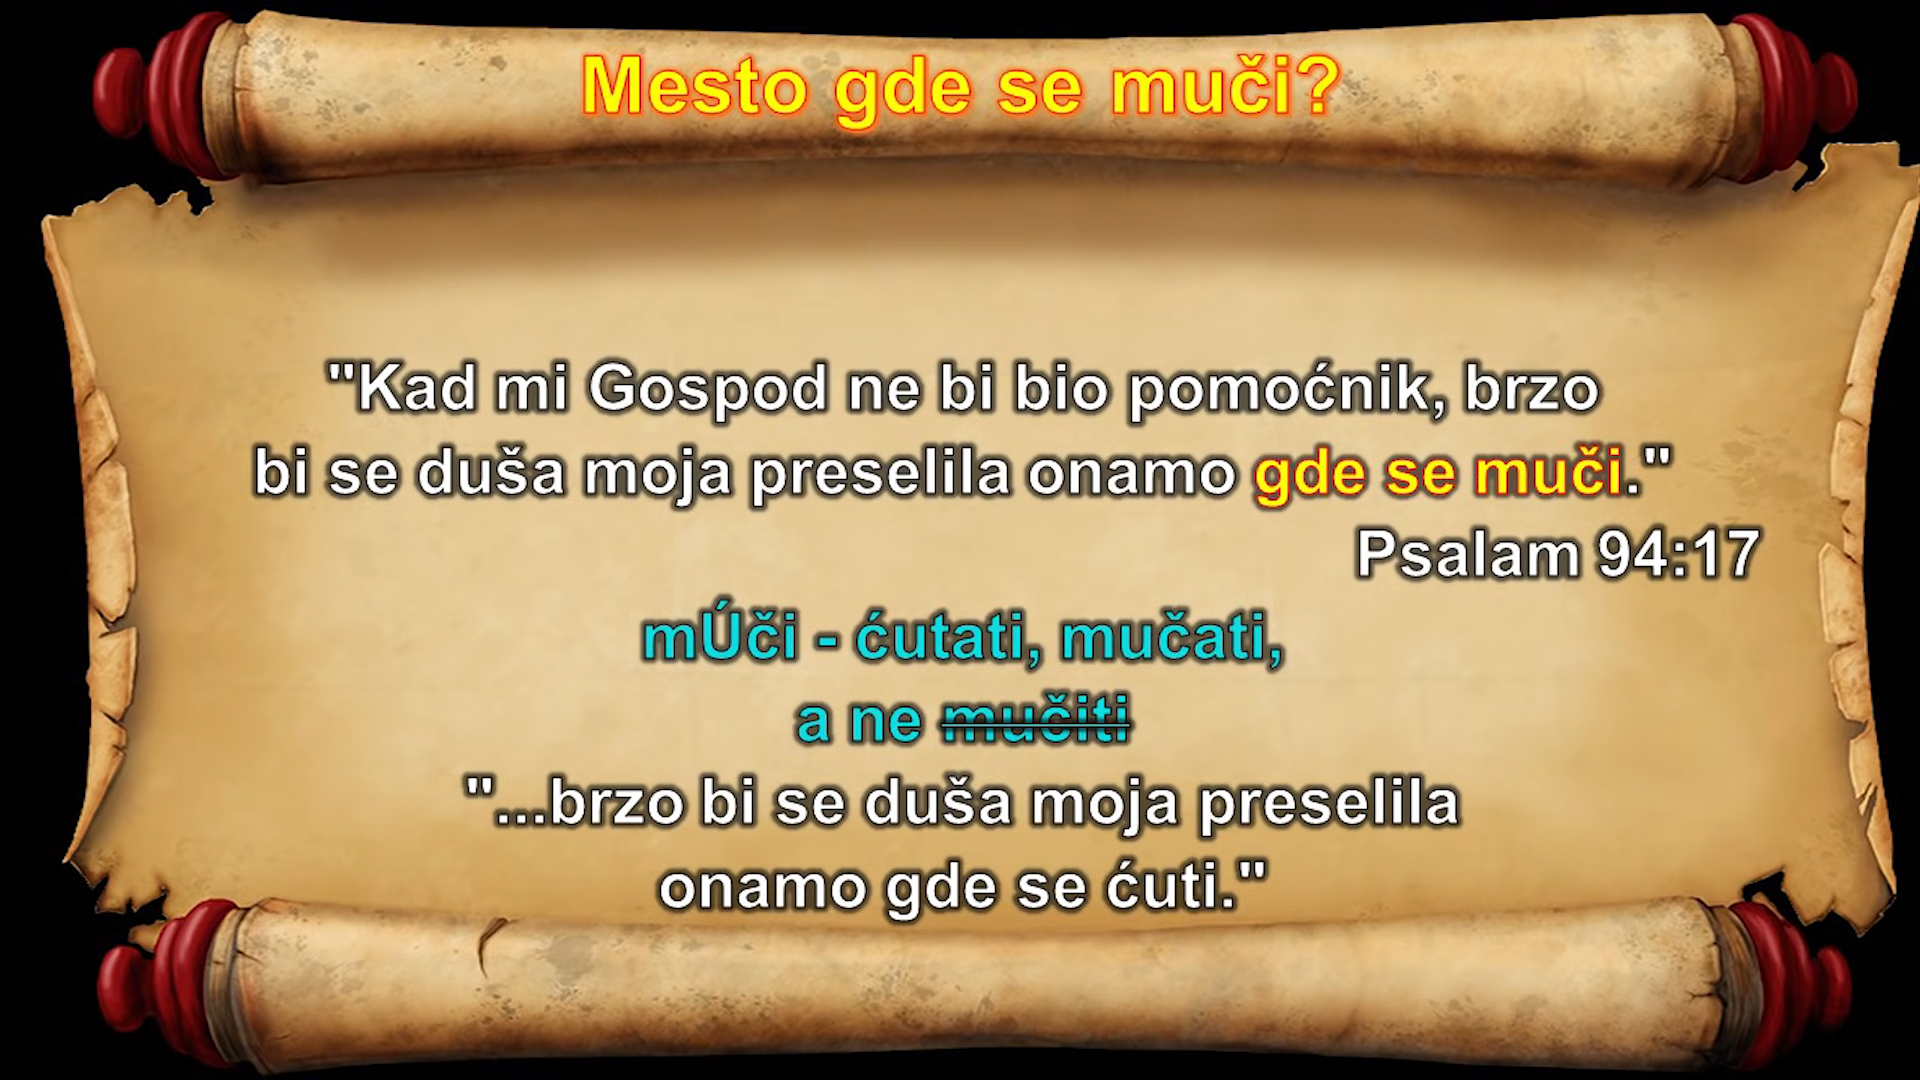 Mesto gde se muči?
"Kad mi Gospod ne bi bio pomoćnik, brzo
bi se duša moja preselila onamo gde se muči."
Psalam 94:17
mÚči - ćutati, mučati,
a ne mučiti
"...brzo bi se duša moja preselila
onamo gde se ćuti."